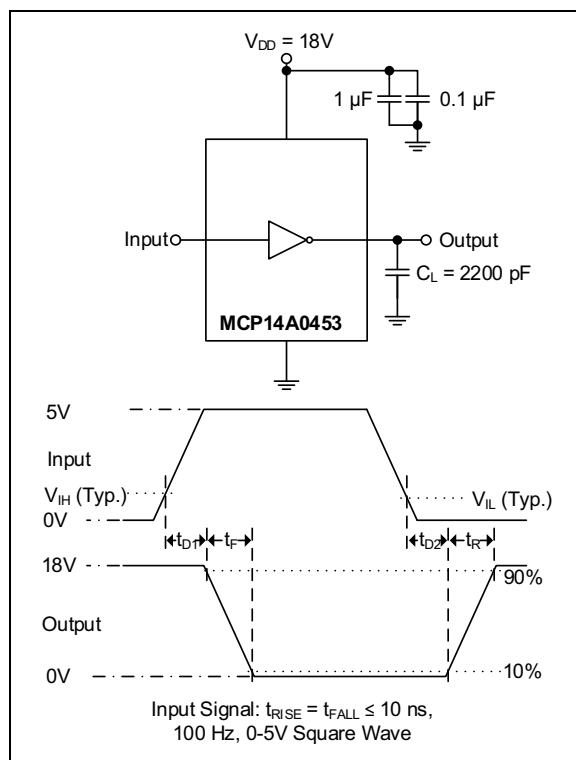 V_DD = 18V
1 µF 0.1 µF
Input Output
C_L = 2200 pF
MCP14A0453
5V
Input
V_IH (Typ.) V_IL (Typ.)
0V
t_D1 t_F t_D2 t_R
18V 90%
Output
0V 10%
Input Signal: t_RISE = t_FALL ≤ 10 ns,
100 Hz, 0-5V Square Wave